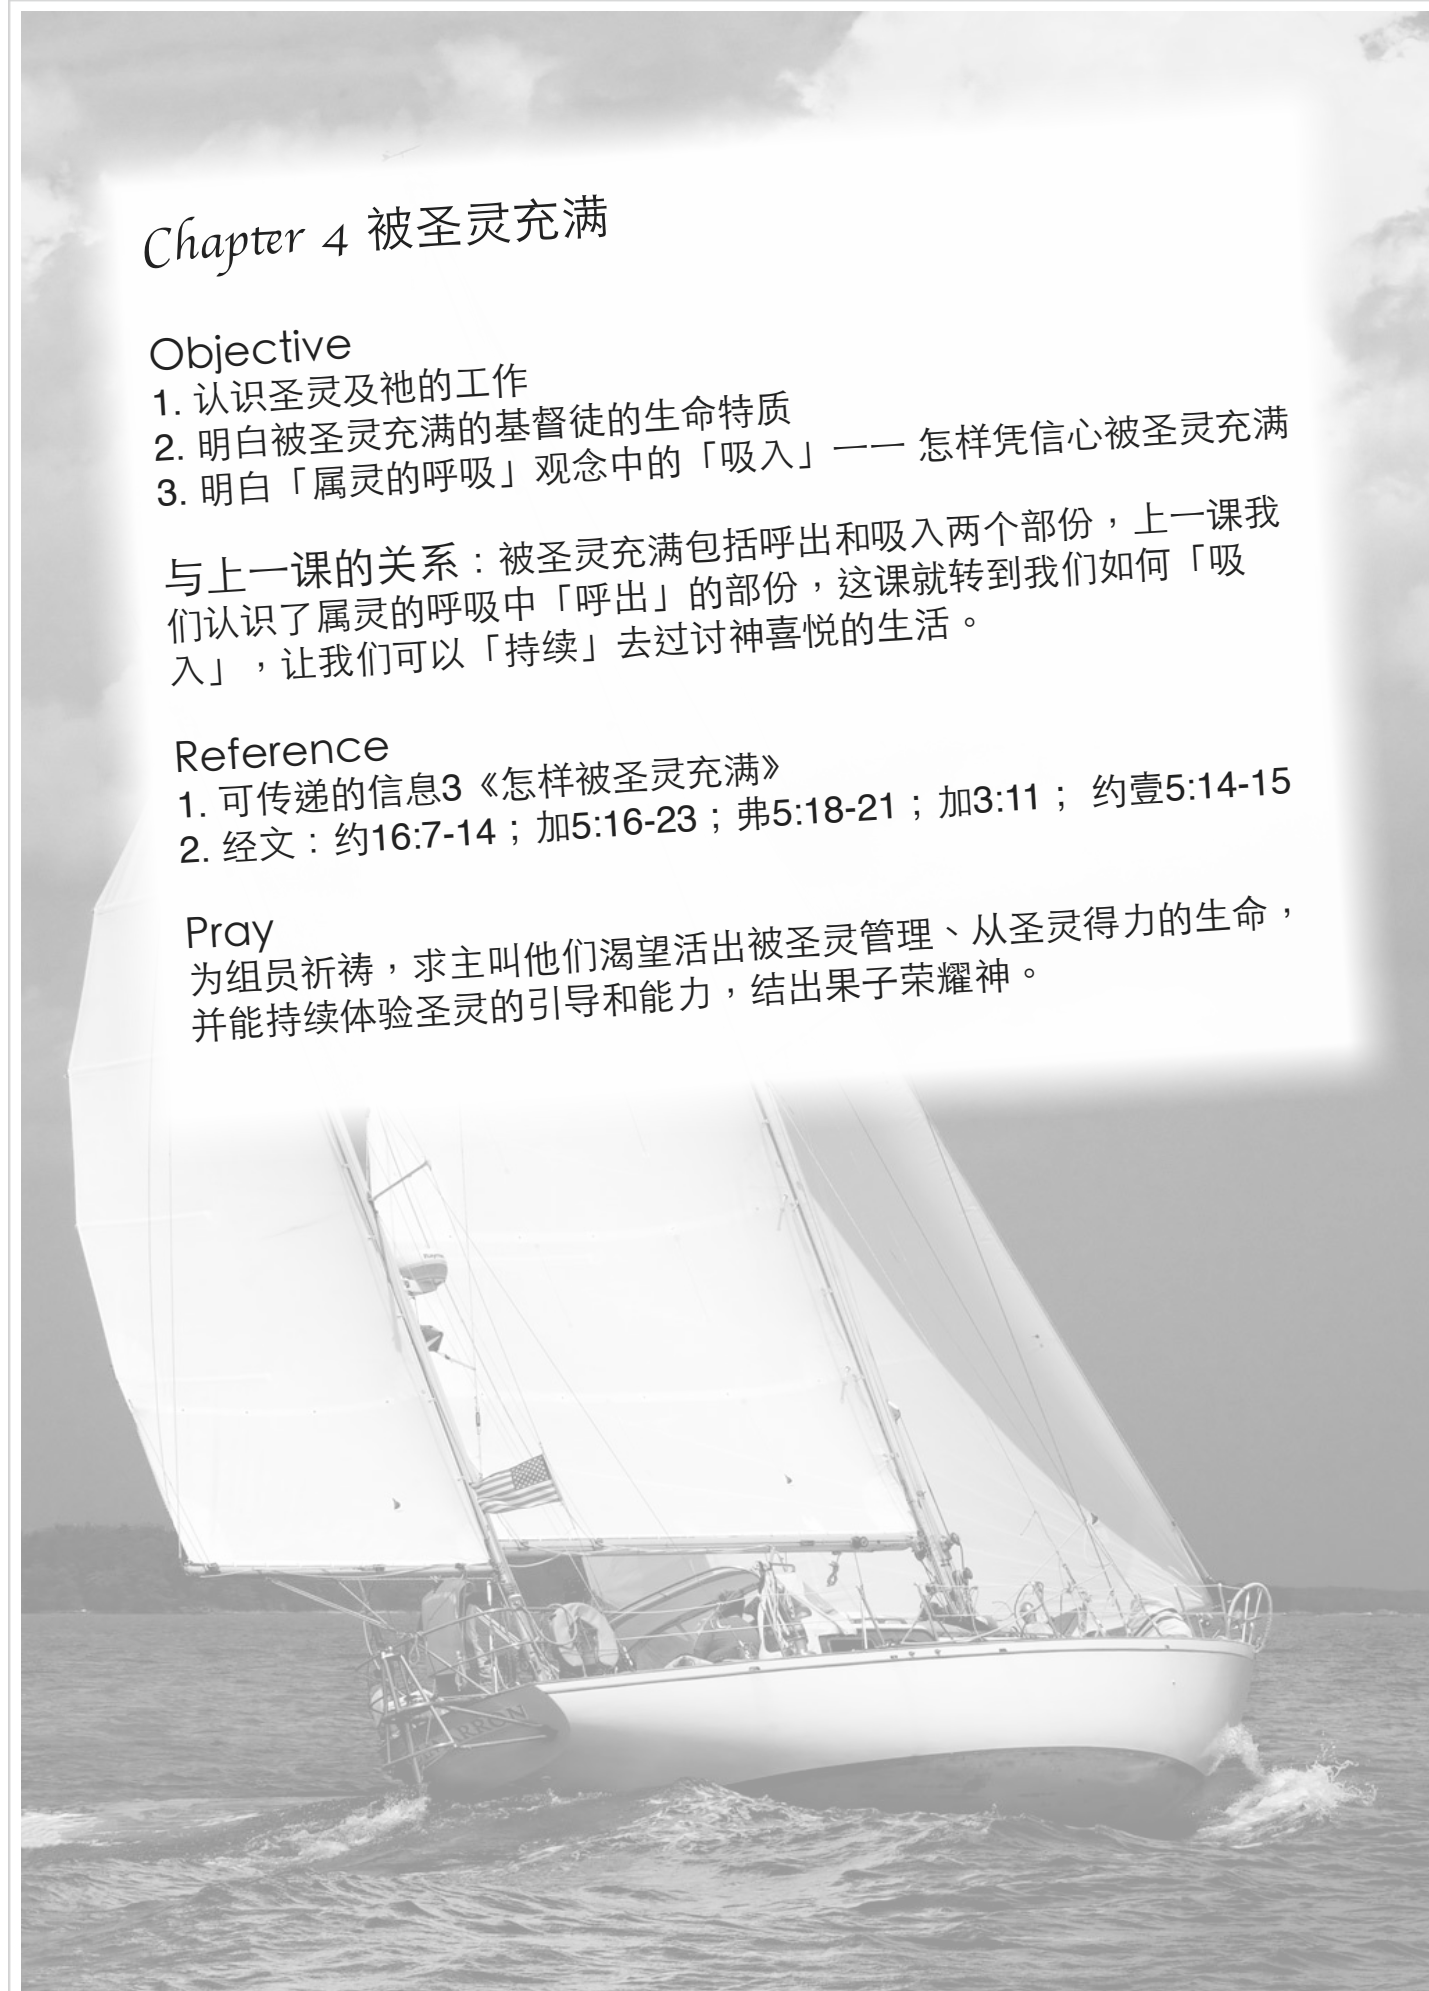 Chapter 4 被圣灵充满
Objective
1. 认识圣灵及祂的工作
2. 明白被圣灵充满的基督徒的生命特质
3. 明白「属灵的呼吸」观念中的「吸入」一一 怎样凭信心被圣灵充满
与上一课的关系：被圣灵充满包括呼出和吸入两个部份，上一课我
们认识了属灵的呼吸中「呼出」的部份，这课就转到我们如何「吸
入」，让我们可以「持续」去过讨神喜悦的生活。
Reference
1. 可传递的信息3《怎样被圣灵充满》
2. 经文：约16:7-14；加5:16-23；弗5:18-21；加3:11； 约壹5:14-15
Pray
为组员祈祷，求主叫他们渴望活出被圣灵管理、从圣灵得力的生命，
并能持续体验圣灵的引导和能力，结出果子荣耀神。